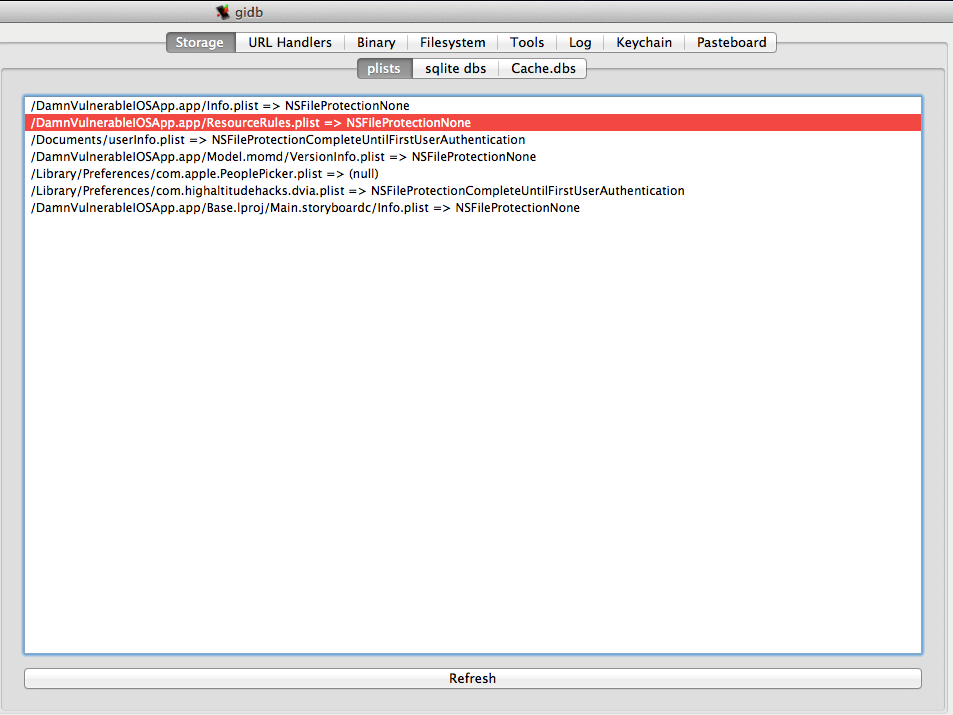 gidb
Storage URL Handlers Binary Filesystem Tools Log Keychain Pasteboard
plists sqlite dbs Cache.dbs
/DamnVulnerableIOSApp.app/Info.plist => NSFileProtectionNone
/DamnVulnerableIOSApp.app/ResourceRules.plist => NSFileProtectionNone
/Documents/userInfo.plist => NSFileProtectionCompleteUntilFirstUserAuthentication
/DamnVulnerableIOSApp.app/Model.momd/VersionInfo.plist => NSFileProtectionNone
/Library/Preferences/com.apple.PeoplePicker.plist => (null)
/Library/Preferences/com.highaltitudehacks.dvia.plist => NSFileProtectionCompleteUntilFirstUserAuthentication
/DamnVulnerableIOSApp.app/Base.lproj/Main.storyboardc/Info.plist => NSFileProtectionNone
Refresh